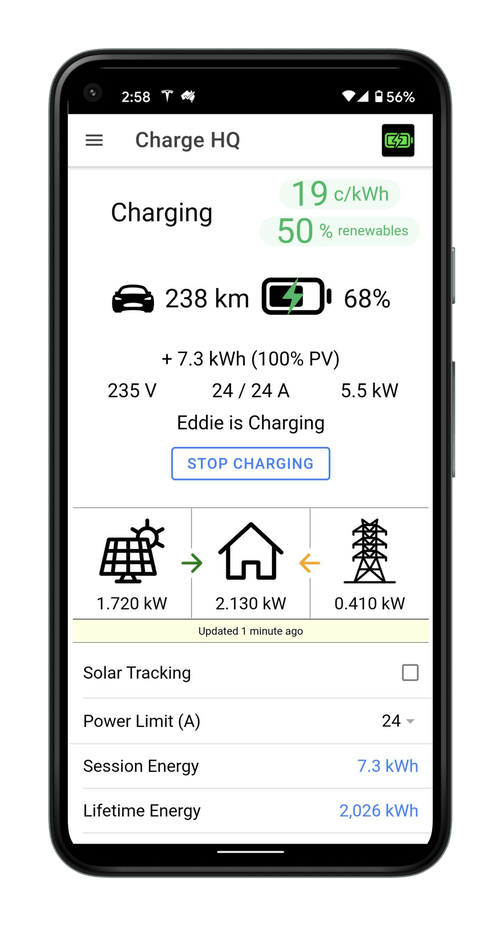 2:58 56%
Charge HQ
19 c/kWh
Charging
50 % renewables
238 km 68%
+ 7.3 kWh (100% PV)
235 V 24 / 24 A 5.5 kW
Eddie is Charging
STOP CHARGING
1.720 kW 2.130 kW 0.410 kW
Updated 1 minute ago
Solar Tracking
Power Limit (A) 24
Session Energy 7.3 kWh
Lifetime Energy 2,026 kWh